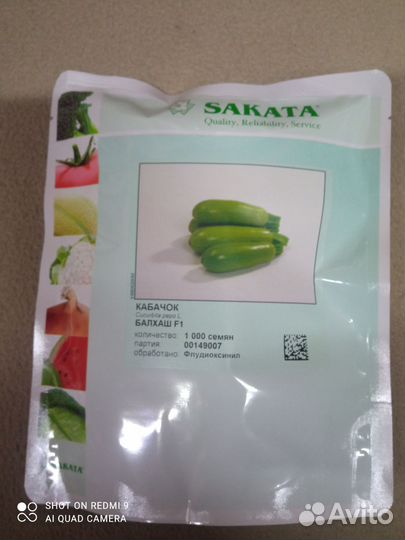 SAKATA®
Quality, Reliability, Service
КАБАЧОК
Cucurbita pepo L.
БАЛХАШ F1
количество: 1 000 семян
партия: 00149007
обработано: Флудиоксинил
SAKATA
SHOT ON REDMI 9
AI QUAD CAMERA
Avito